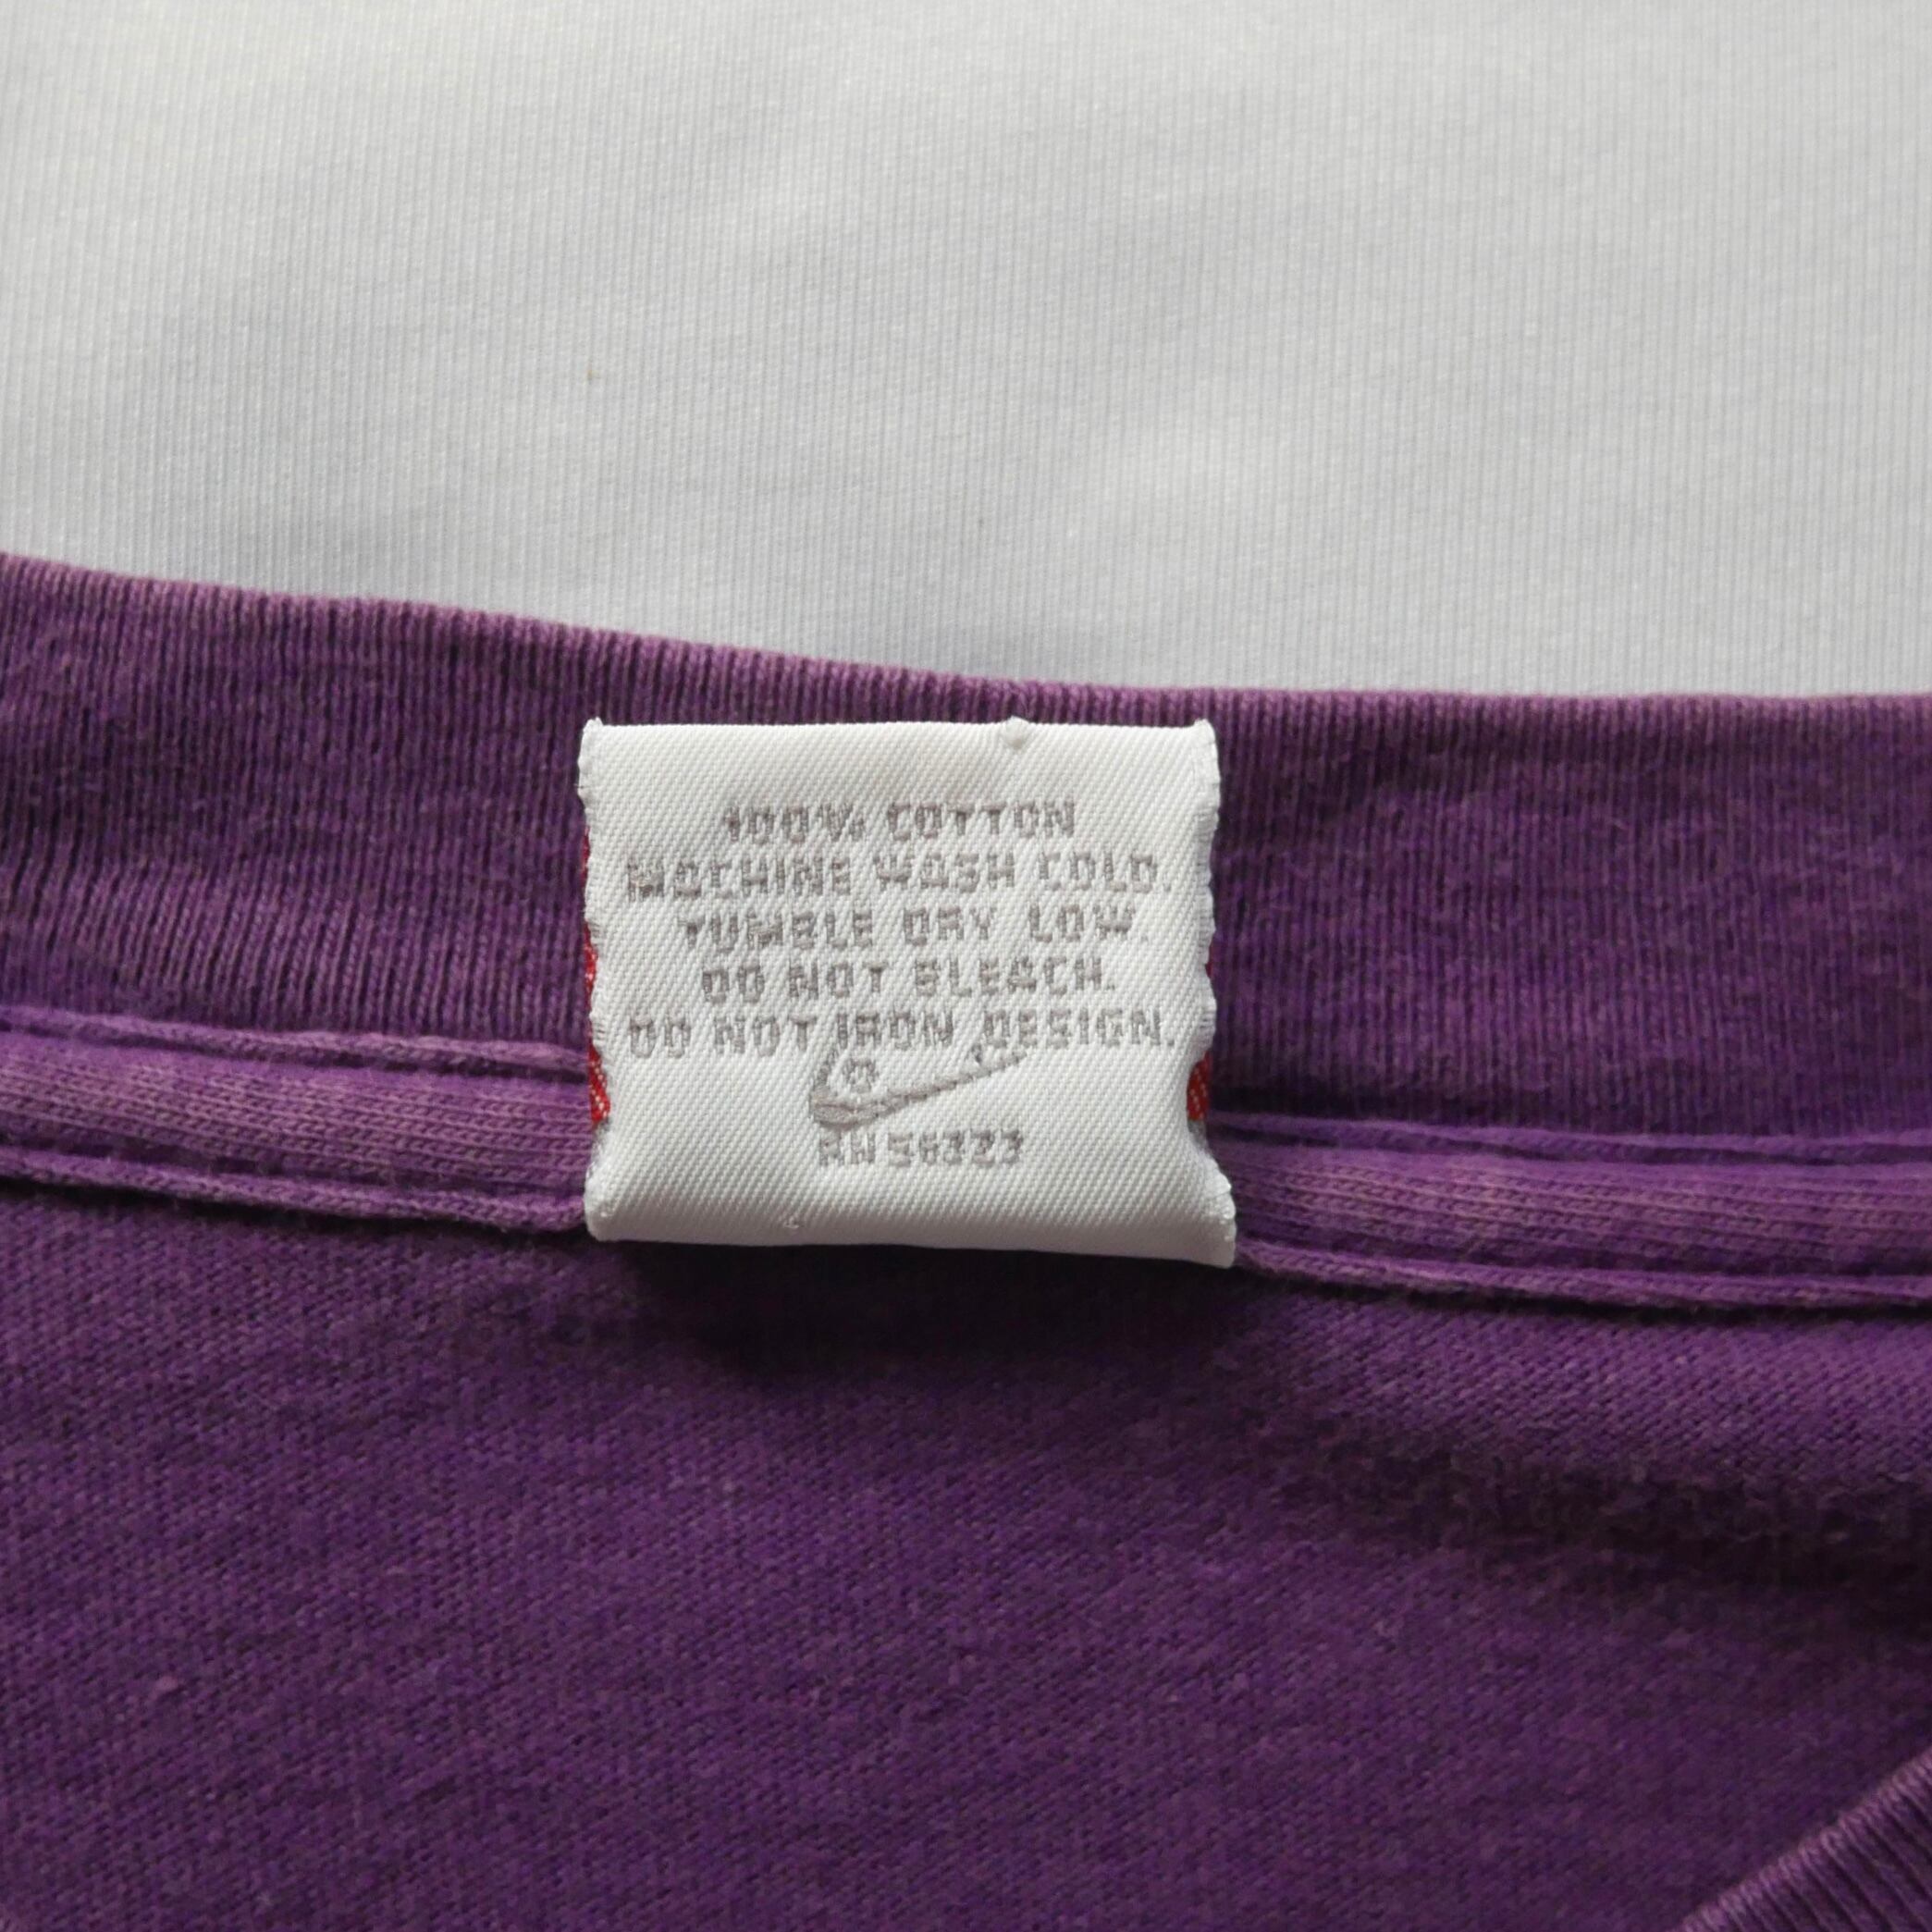 100% COTTON
MACHINE WASH COLD.
TUMBLE DRY LOW.
DO NOT BLEACH.
DO NOT IRON DESIGN.
RN 56323